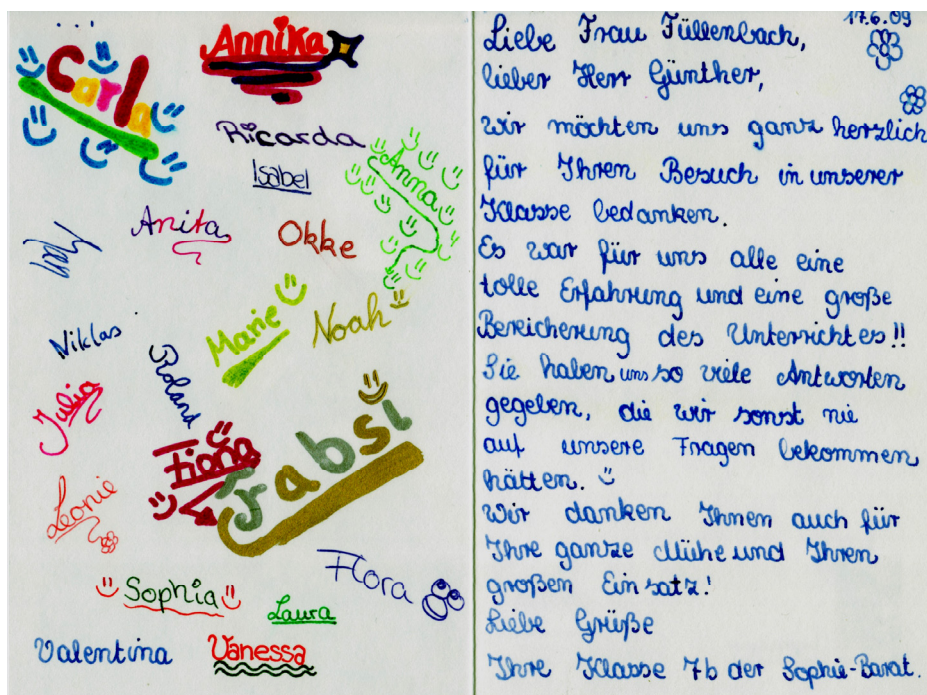 Carla
Annika
Ricarda
Isabel
Anna
Anita
Okke
Marie
Noah
Niklas
Roland
Julia
Fiona
Frabsi
Leonie
Flora
Sophia
Laura
Valentina
Vanessa
17.6.09
Liebe Frau Füllenbach,
lieber Herr Günther,
wir möchten uns ganz herzlich
für Ihren Besuch in unserer
Klasse bedanken.
Es war für uns alle eine
tolle Erfahrung und eine große
Bereicherung des Unterrichtes!!
Sie haben uns so viele Antworten
gegeben, die wir sonst nie
auf unsere Fragen bekommen
hätten.
Wir danken Ihnen auch für
Ihre ganze Mühe und Ihren
großen Einsatz!
Liebe Grüße
Ihre Klasse 7b der Sophie-Barat.